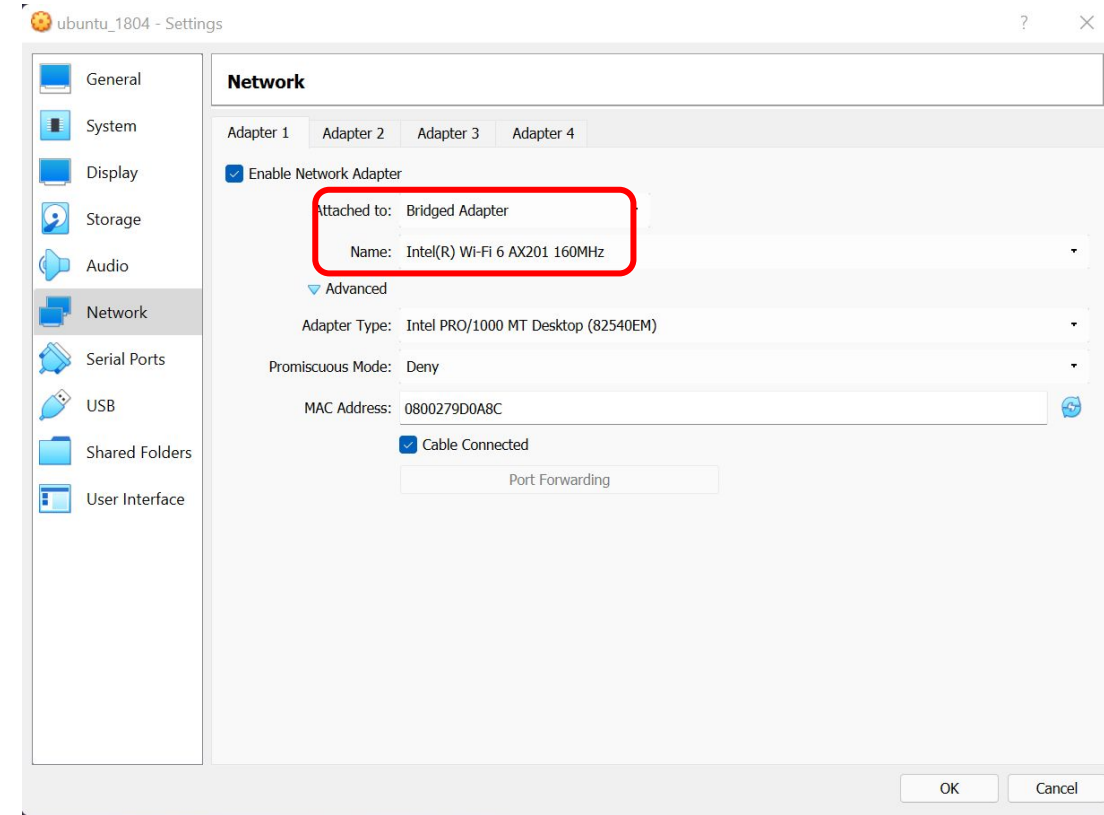 ubuntu_1804 - Settings ?
General
System
Display
Storage
Audio
Network
Serial Ports
USB
Shared Folders
User Interface
Network
Adapter 1 Adapter 2 Adapter 3 Adapter 4
Enable Network Adapter
Attached to: Bridged Adapter
Name: Intel(R) Wi-Fi 6 AX201 160MHz
Advanced
Adapter Type: Intel PRO/1000 MT Desktop (82540EM)
Promiscuous Mode: Deny
MAC Address: 0800279D0A8C
Cable Connected
Port Forwarding
OK Cancel